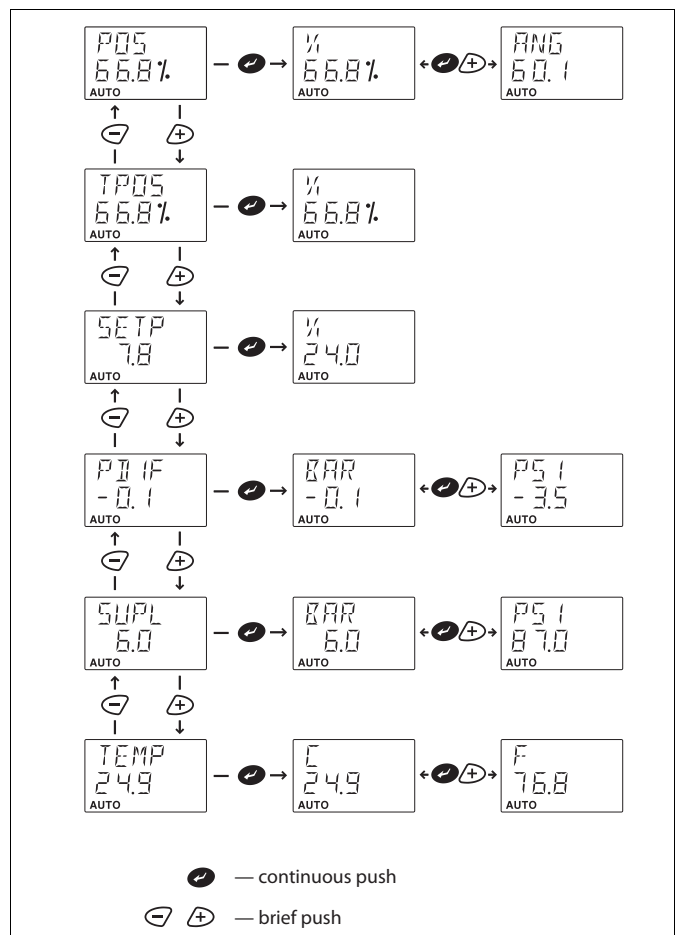 POS
66.8%
AUTO
%
66.8%
AUTO
ANG
60.1
AUTO
TPOS
66.8%
AUTO
%
66.8%
AUTO
SETP
7.8
AUTO
%
24.0
AUTO
PDIF
-0.1
AUTO
BAR
-0.1
AUTO
PSI
-3.5
AUTO
SUPL
6.0
AUTO
BAR
6.0
AUTO
PSI
87.0
AUTO
TEMP
24.9
AUTO
C
24.9
AUTO
F
76.8
AUTO
— continuous push
— brief push